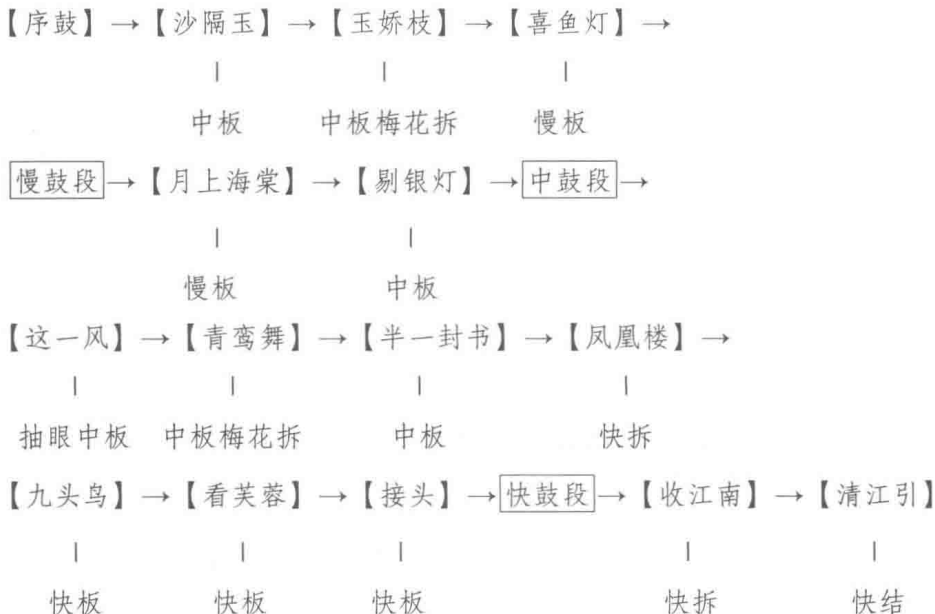 【序鼓】→【沙隔玉】→【玉娇枝】→【喜鱼灯】→
中板 中板梅花拆 慢板
慢鼓段→【月上海棠】→【剔银灯】→中鼓段→
慢板 中板
【这一风】→【青鸾舞】→【半一封书】→【凤凰楼】→
抽眼中板 中板梅花拆 中板 快拆
【九头鸟】→【看芙蓉】→【接头】→快鼓段→【收江南】→【清江引】
快板 快板 快板 快拆 快结